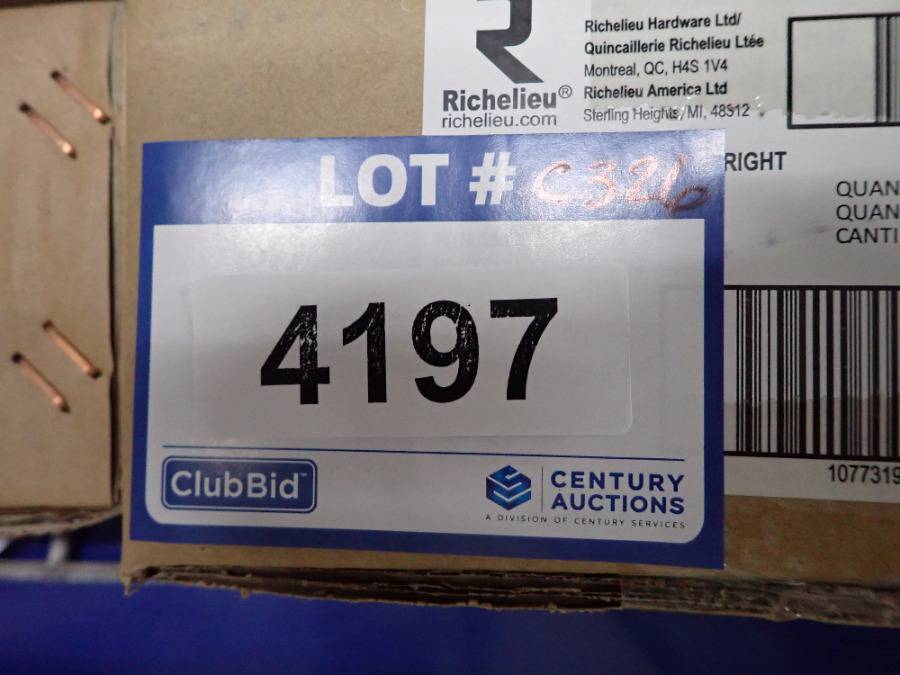 R
Richelieu®
richelieu.com
Richelieu Hardware Ltd/
Quincaillerie Richelieu Ltée
Montreal, QC, H4S 1V4
Richelieu America Ltd
Sterling Heights, MI, 48312
RIGHT
QUAN
QUAN
CANTI
1077319
LOT # C326
4197
ClubBid™
CENTURY
AUCTIONS
A DIVISION OF CENTURY SERVICES